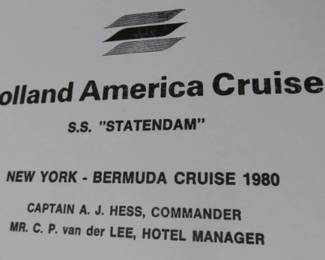 olland America Cruise
S.S. "STATENDAM"
NEW YORK - BERMUDA CRUISE 1980
CAPTAIN A. J. HESS, COMMANDER
MR. C. P. van der LEE, HOTEL MANAGER